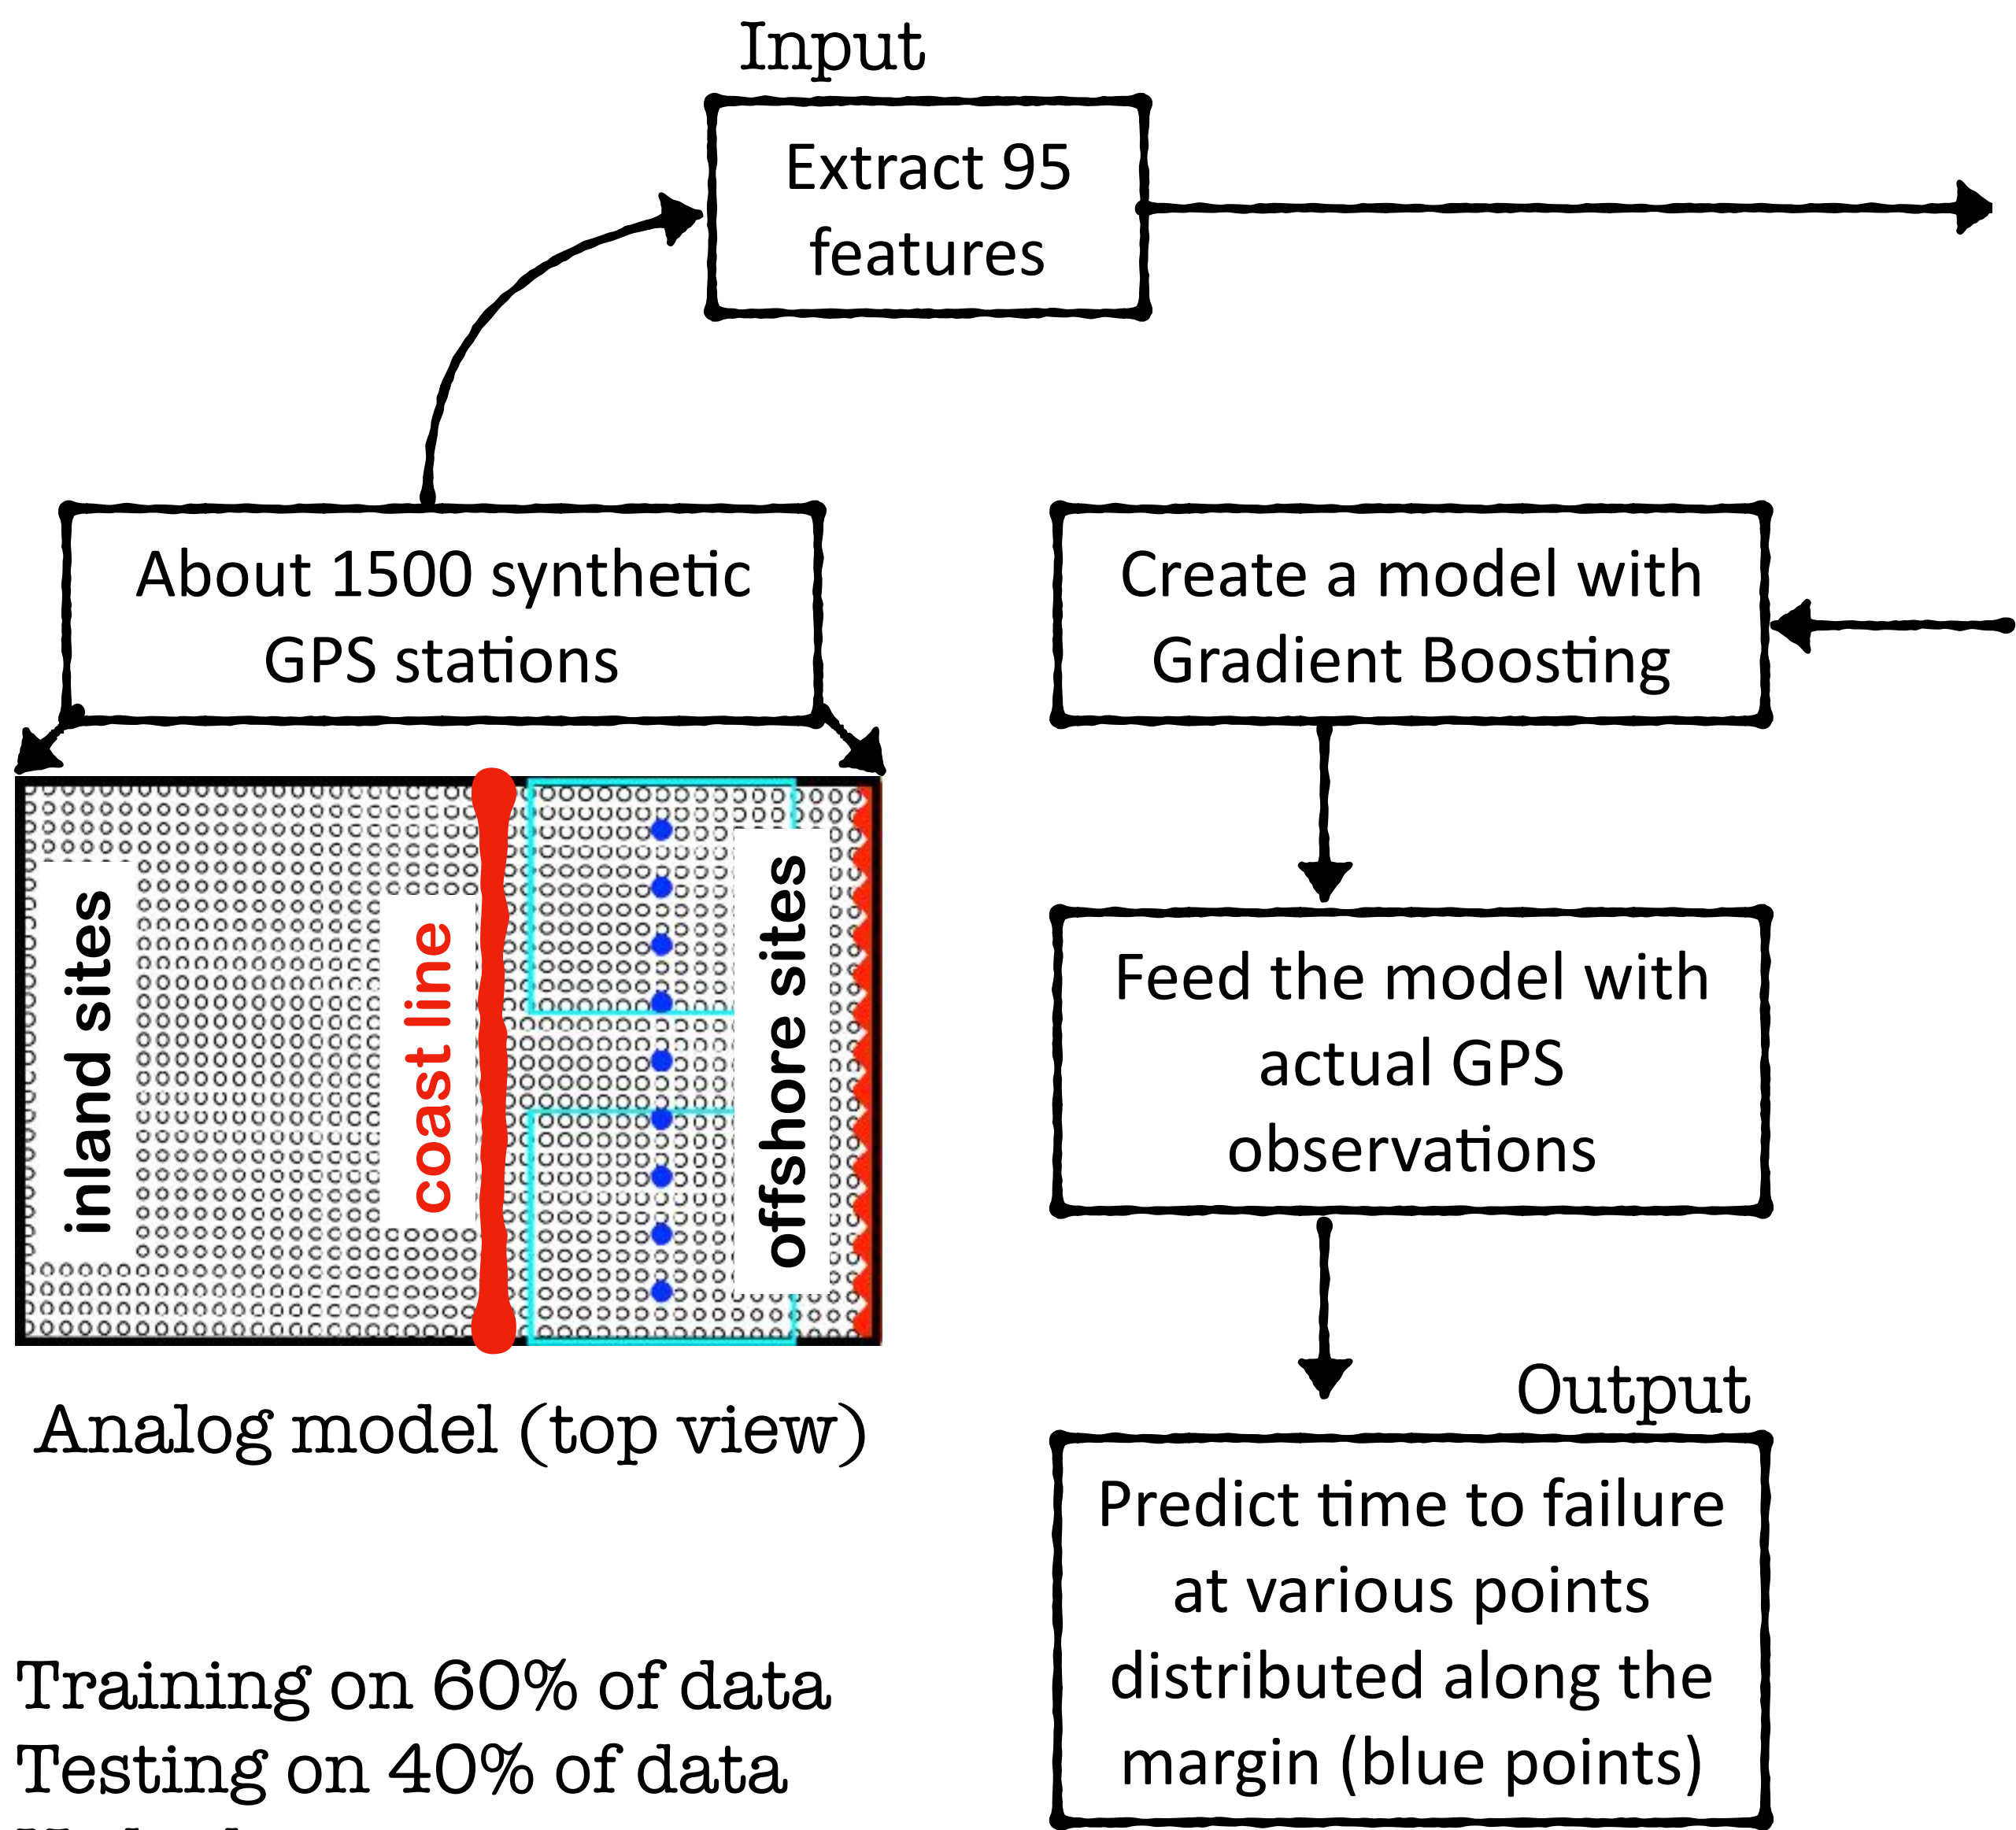 Input
Extract 95
features
About 1500 synthetic
GPS stations
Create a model with
Gradient Boosting
inland sites
coast line
offshore sites
Feed the model with
actual GPS
observations
Analog model (top view)
Output
Predict time to failure
at various points
distributed along the
margin (blue points)
Training on 60% of data
Testing on 40% of data